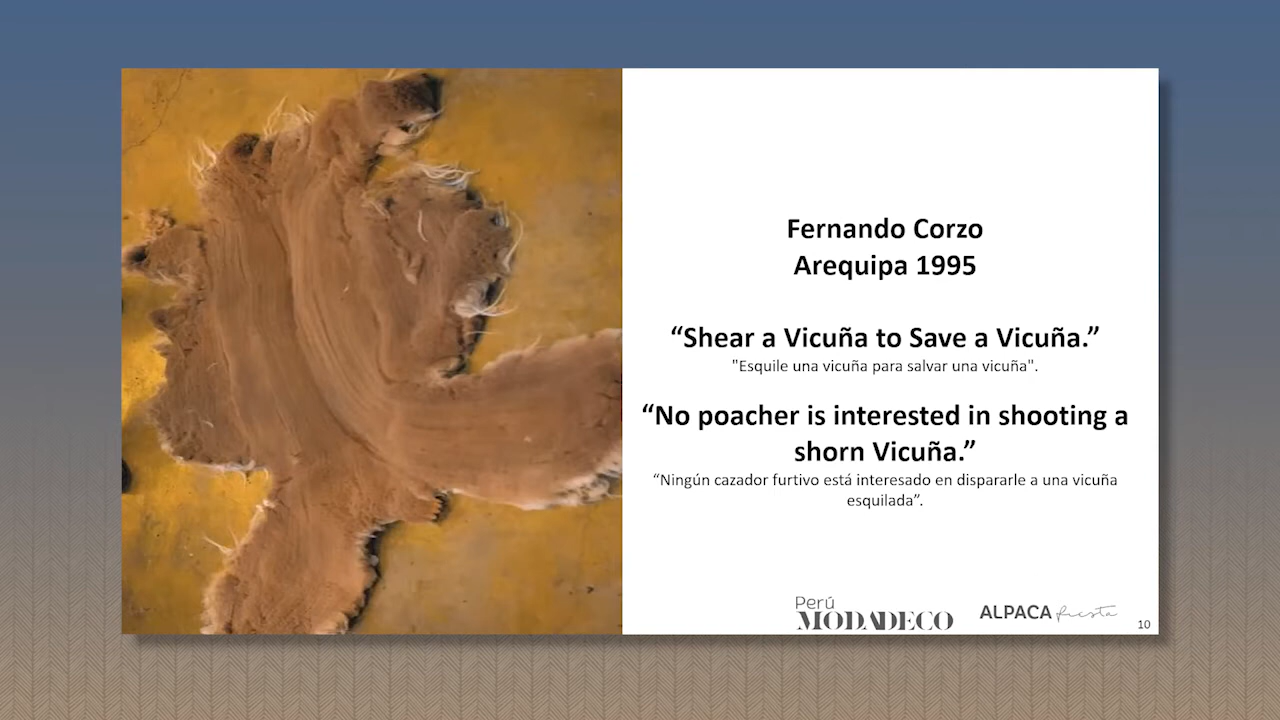 Fernando Corzo
Arequipa 1995
“Shear a Vicuña to Save a Vicuña.”
"Esquile una vicuña para salvar una vicuña".
“No poacher is interested in shooting a
shorn Vicuña.”
“Ningún cazador furtivo está interesado en dispararle a una vicuña
esquilada”.
Perú
MODADECO
ALPACA fiesta
10